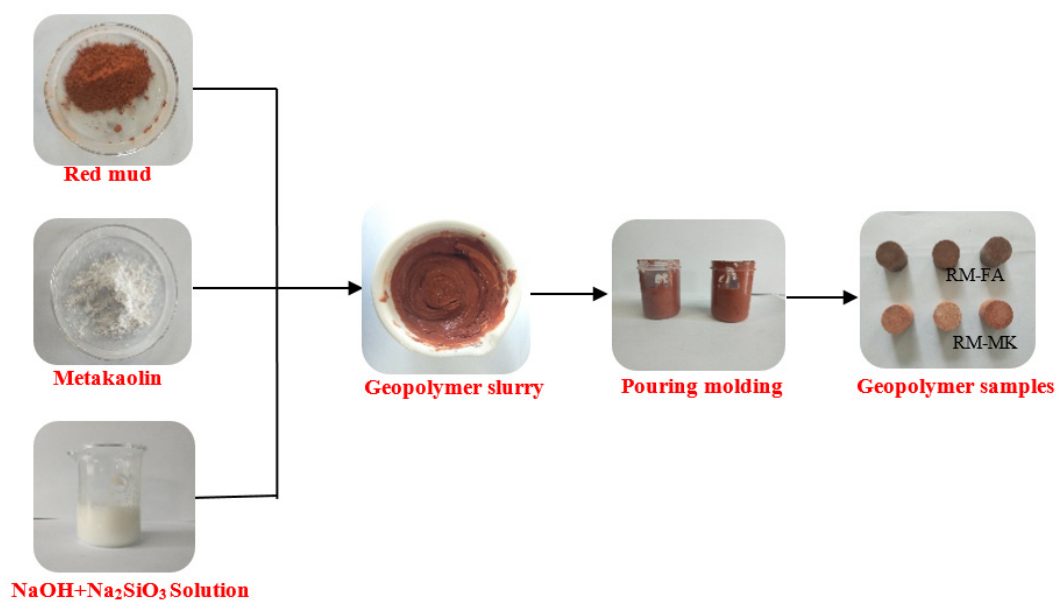 Red mud
Metakaolin
NaOH+Na₂SiO₃ Solution
Geopolymer slurry
Pouring molding
RM-FA
RM-MK
Geopolymer samples